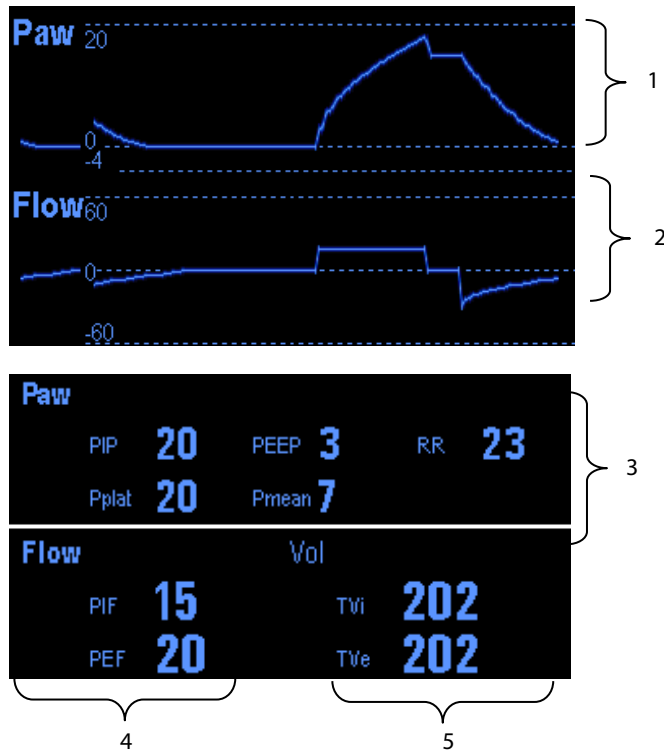 Paw 20
1
0
-4
Flow 60
2
0
-60
Paw
PIP 20 PEEP 3 RR 23
3
Pplat 20 Pmean 7
Flow Vol
PIF 15 TVi 202
PEF 20 TVe 202
4 5